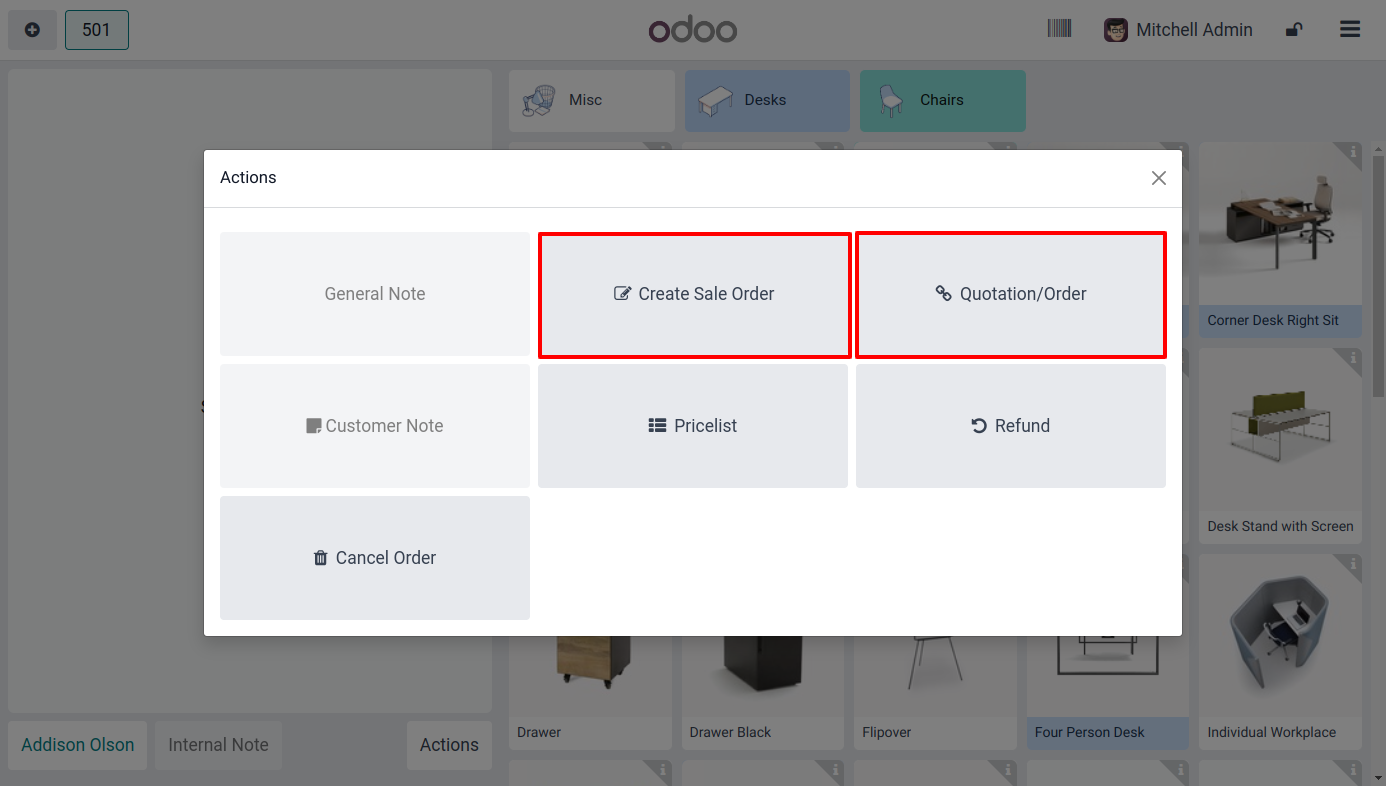 501
odoo
Mitchell Admin
Misc
Desks
Chairs
Actions
General Note
Create Sale Order
Quotation/Order
Corner Desk Right Sit
Customer Note
Pricelist
Refund
Desk Stand with Screen
Cancel Order
Drawer
Drawer Black
Flipover
Four Person Desk
Individual Workplace
Addison Olson
Internal Note
Actions